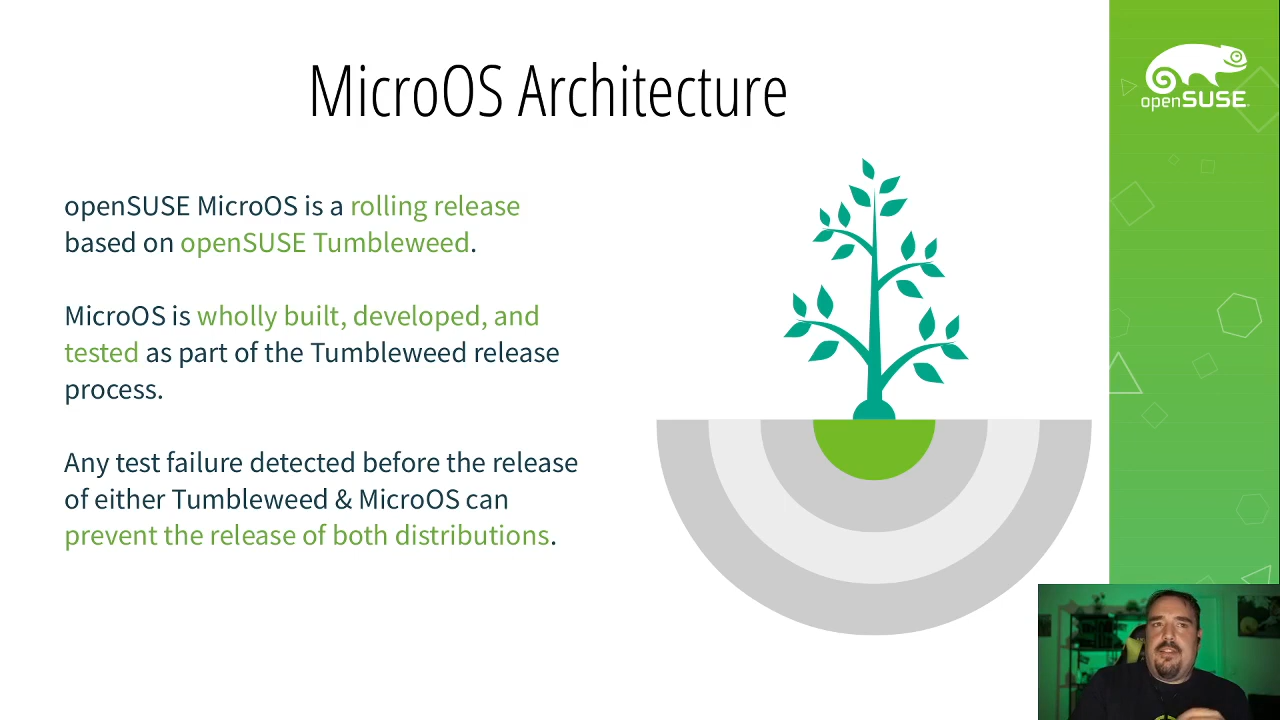 MicroOS Architecture
openSUSE
openSUSE MicroOS is a rolling release
based on openSUSE Tumbleweed.
MicroOS is wholly built, developed, and
tested as part of the Tumbleweed release
process.
Any test failure detected before the release
of either Tumbleweed & MicroOS can
prevent the release of both distributions.